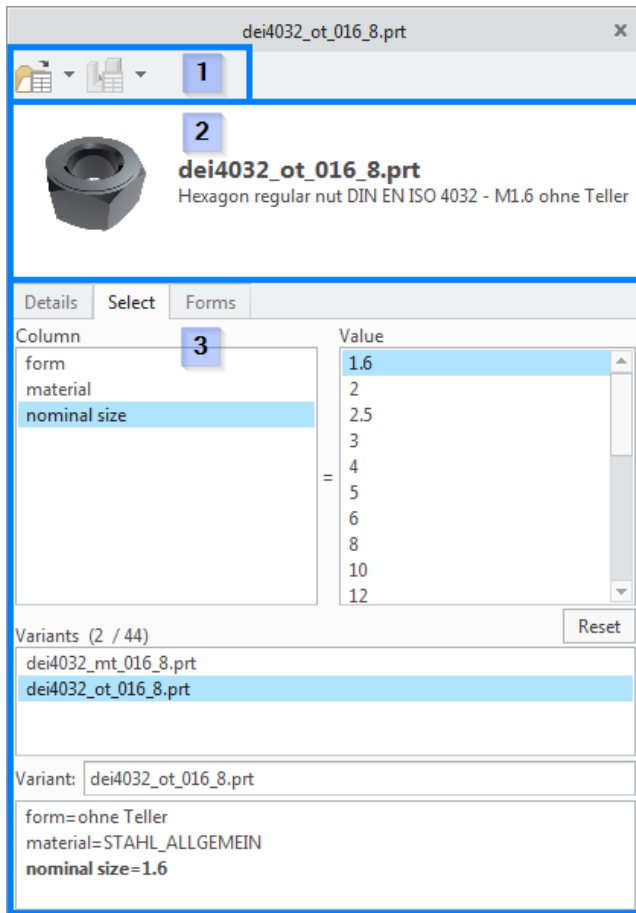 dei4032_ot_016_8.prt
1
2
dei4032_ot_016_8.prt
Hexagon regular nut DIN EN ISO 4032 - M1.6 ohne Teller
Details Select Forms
3
Column
form
material
nominal size
=
Value
1.6
2
2.5
3
4
5
6
8
10
12
Reset
Variants (2 / 44)
dei4032_mt_016_8.prt
dei4032_ot_016_8.prt
Variant: dei4032_ot_016_8.prt
form=ohne Teller
material=STAHL_ALLGEMEIN
nominal size=1.6